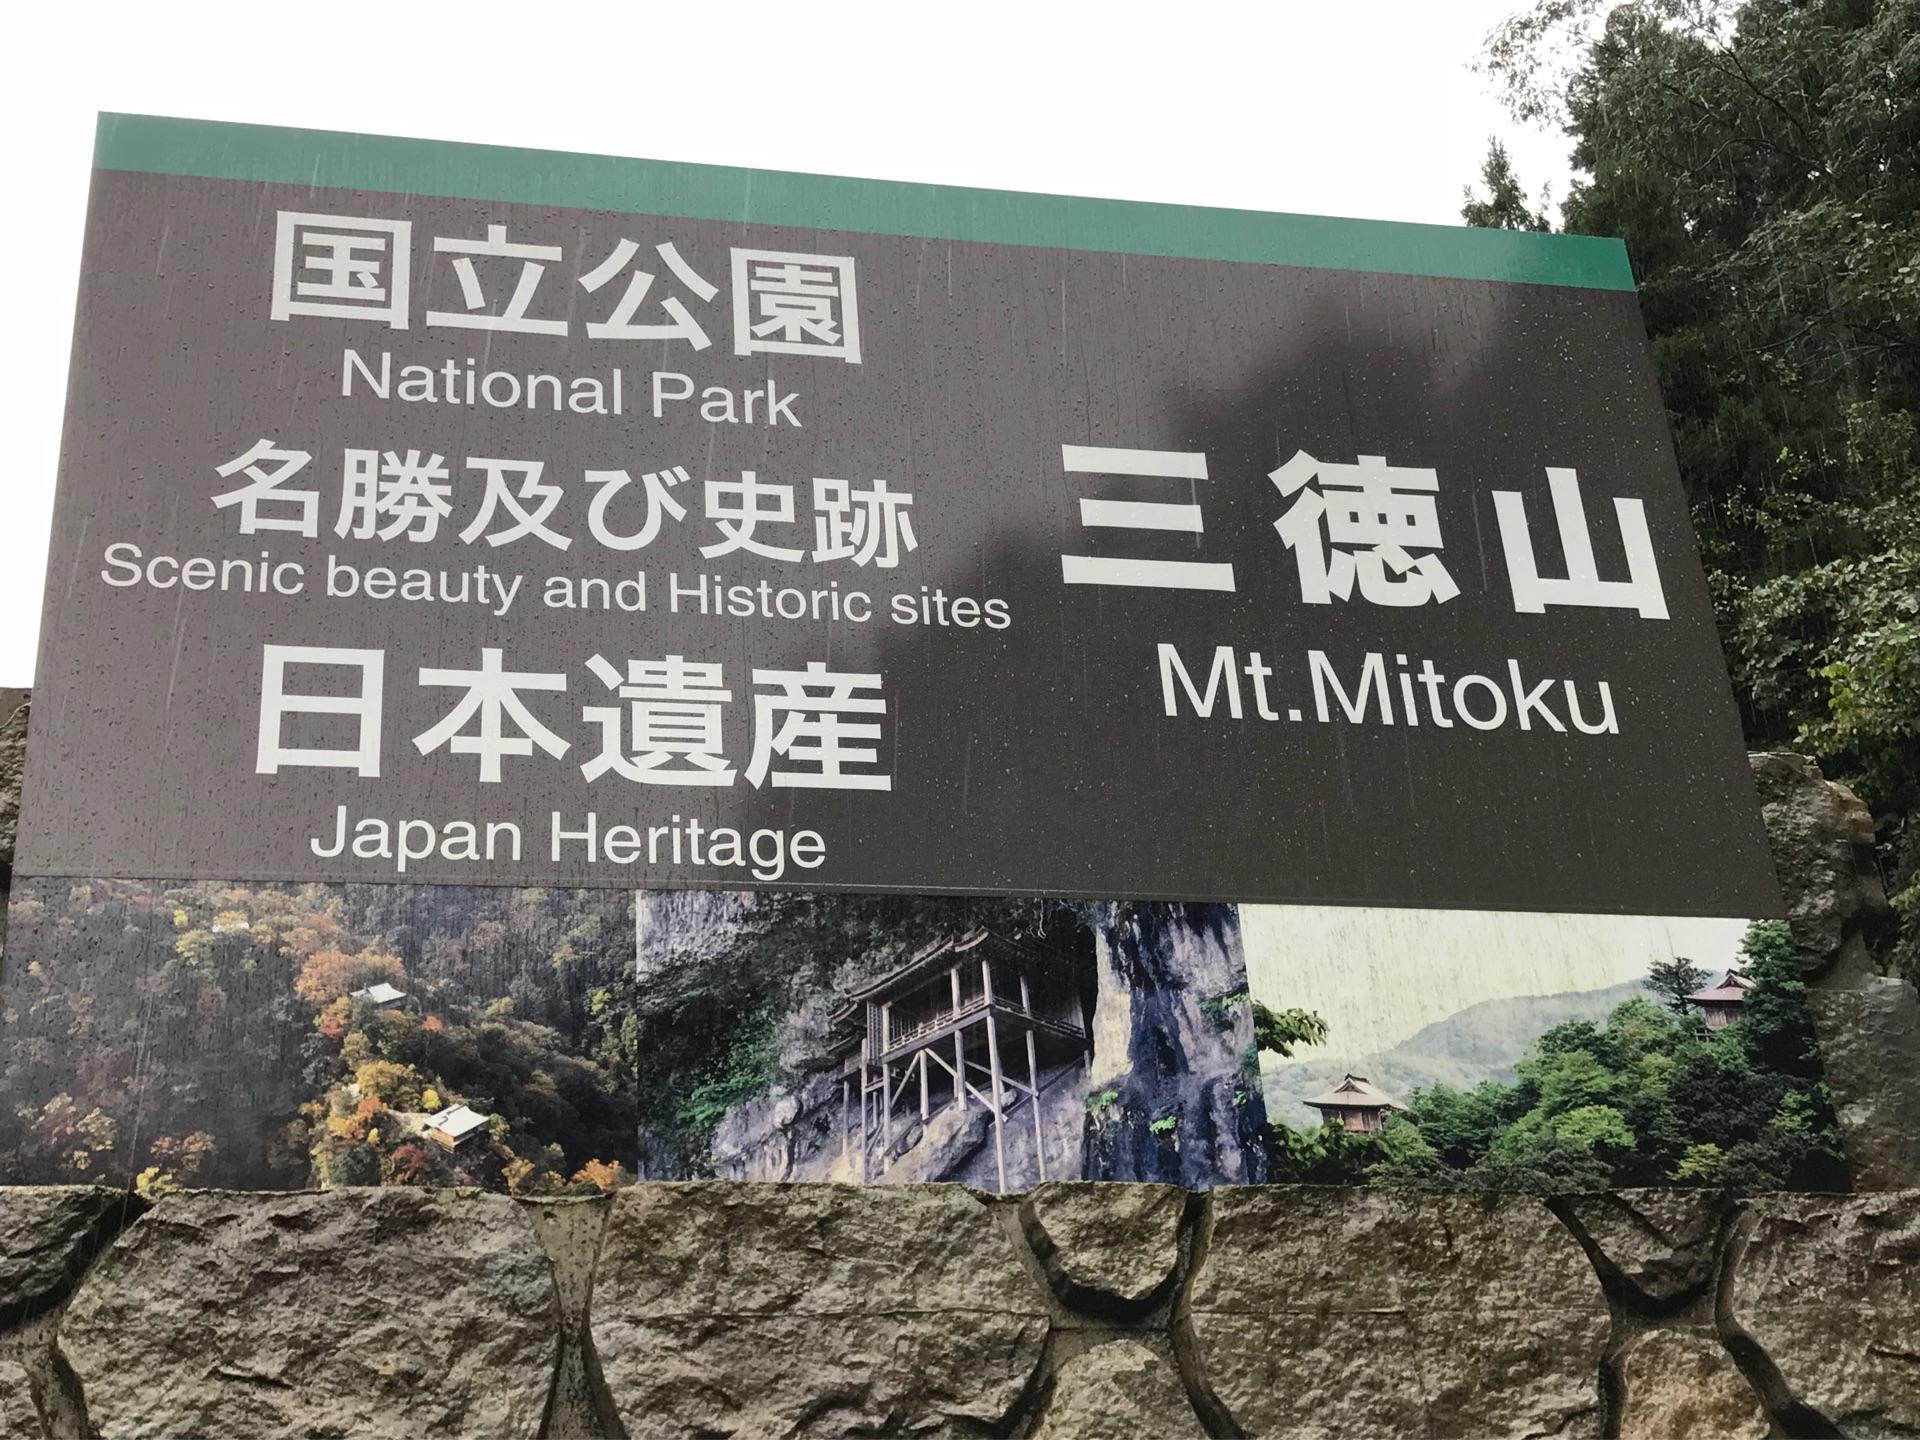 国立公園
National Park
名勝及び史跡
Scenic beauty and Historic sites
日本遺産
Japan Heritage
三徳山
Mt.Mitoku